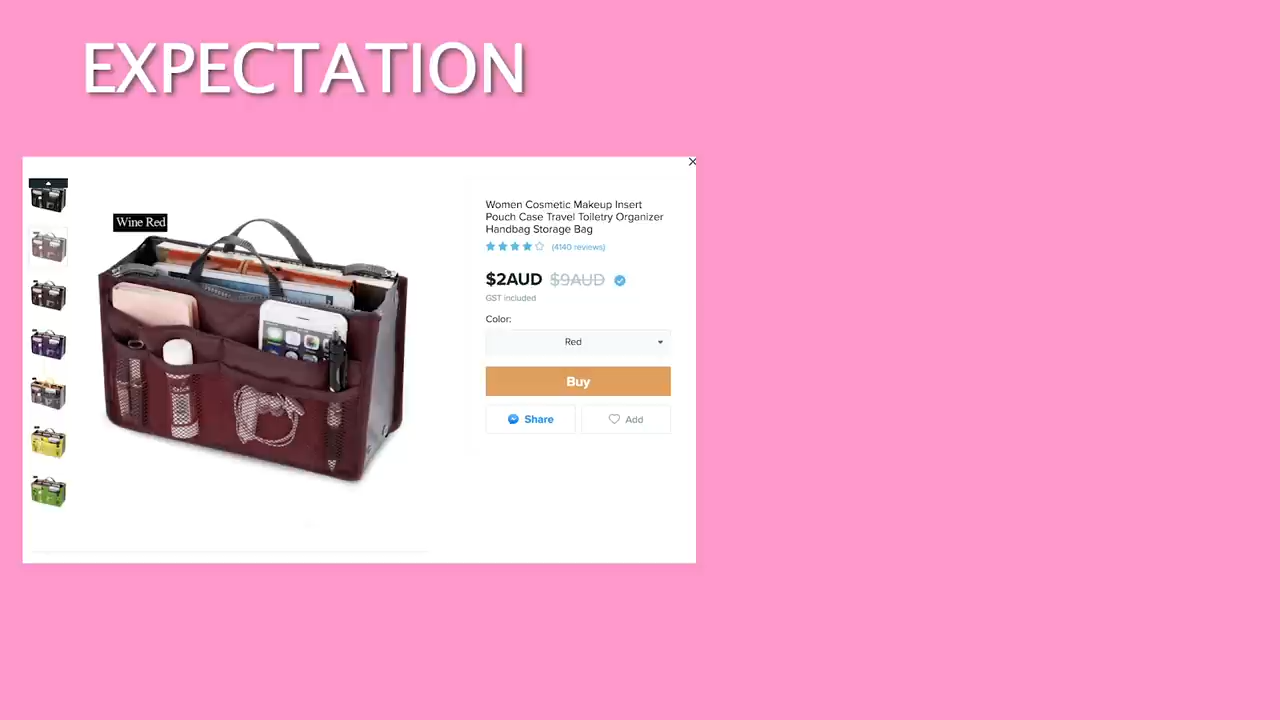 EXPECTATION
Wine Red
Women Cosmetic Makeup Insert
Pouch Case Travel Toiletry Organizer
Handbag Storage Bag
(4140 reviews)
$2AUD $9AUD
GST included
Color:
Red
Buy
Share
Add